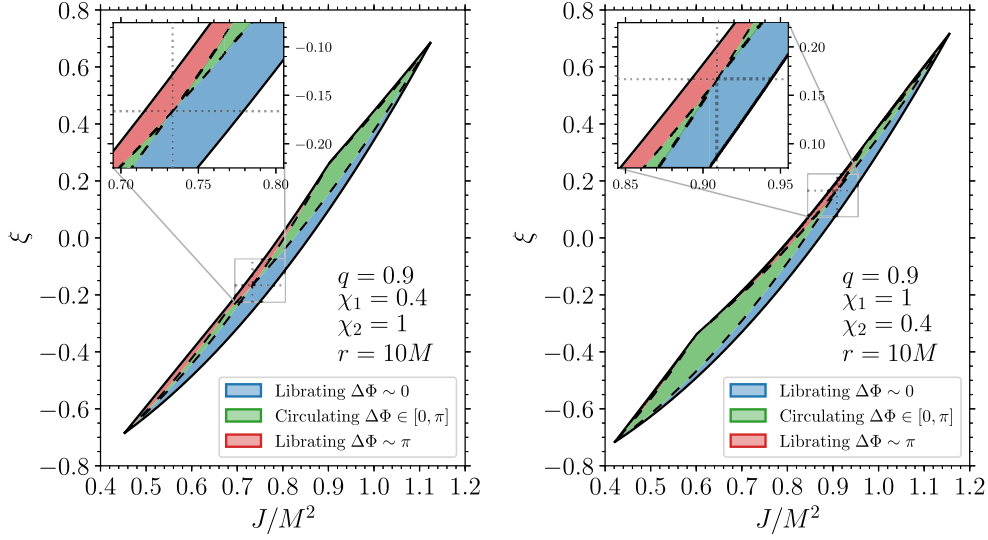 0.8
0.6
0.4
0.2
0.0
−0.2
−0.4
−0.6
−0.8
ξ
−0.10
−0.15
−0.20
0.70 0.75 0.80
q = 0.9
χ1 = 0.4
χ2 = 1
r = 10M
Librating ΔΦ ∼ 0
Circulating ΔΦ ∈ [0, π]
Librating ΔΦ ∼ π
0.4 0.5 0.6 0.7 0.8 0.9 1.0 1.1 1.2
J/M²
0.8
0.6
0.4
0.2
0.0
−0.2
−0.4
−0.6
−0.8
ξ
0.20
0.15
0.10
0.85 0.90 0.95
q = 0.9
χ1 = 1
χ2 = 0.4
r = 10M
Librating ΔΦ ∼ 0
Circulating ΔΦ ∈ [0, π]
Librating ΔΦ ∼ π
0.4 0.5 0.6 0.7 0.8 0.9 1.0 1.1 1.2
J/M²